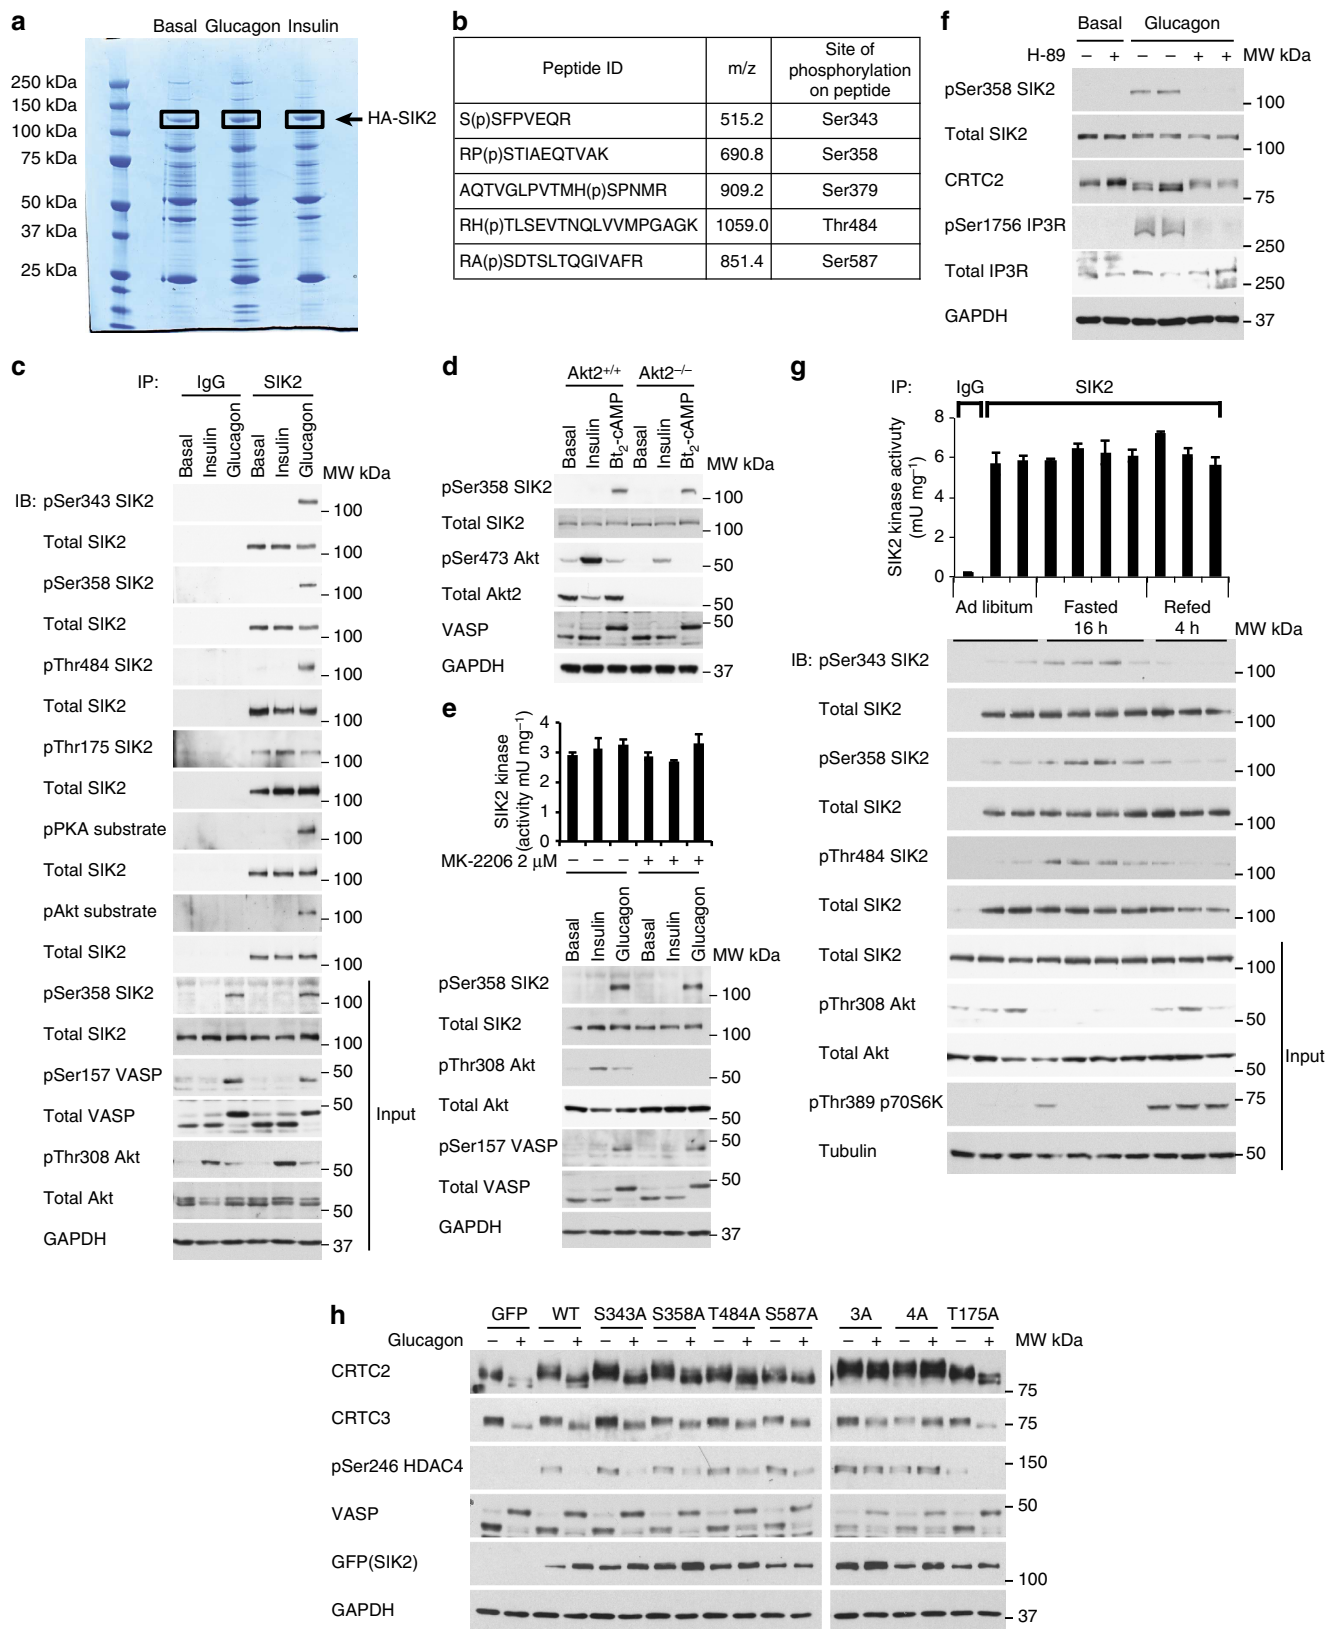 a
Basal Glucagon Insulin
250 kDa
150 kDa
100 kDa
75 kDa
50 kDa
37 kDa
25 kDa
HA-SIK2
b
Peptide ID m/z Site of phosphorylation on peptide
S(p)SFPVEQR 515.2 Ser343
RP(p)STIAEQTVAK 690.8 Ser358
AQTVGLPVTMH(p)SPNMR 909.2 Ser379
RH(p)TLSEVTNQLVVMPGAGK 1059.0 Thr484
RA(p)SDTSLTQGIVAFR 851.4 Ser587
f
Basal Glucagon
H-89 – + – – + + MW kDa
pSer358 SIK2 100
Total SIK2 100
CRTC2 75
pSer1756 IP3R 250
Total IP3R 250
GAPDH 37
c
IP: IgG SIK2
Basal Insulin Glucagon Basal Insulin Glucagon MW kDa
IB: pSer343 SIK2 100
Total SIK2 100
pSer358 SIK2 100
Total SIK2 100
pThr484 SIK2 100
Total SIK2 100
pThr175 SIK2 100
Total SIK2 100
pPKA substrate 100
Total SIK2 100
pAkt substrate 100
Total SIK2 100
pSer358 SIK2 100
Total SIK2 100
pSer157 VASP 50
Total VASP 50
pThr308 Akt 50
Total Akt 50
GAPDH 37
Input
d
Akt2+/+ Akt2–/–
Basal Insulin Bt2-cAMP Basal Insulin Bt2-cAMP MW kDa
pSer358 SIK2 100
Total SIK2 100
pSer473 Akt 50
Total Akt2 50
VASP 50
GAPDH 37
e
SIK2 kinase
(activity mU mg–1)
4
3
2
1
0
MK-2206 2 μM – – – + + +
Basal Insulin Glucagon Basal Insulin Glucagon MW kDa
pSer358 SIK2 100
Total SIK2 100
pThr308 Akt 50
Total Akt 50
pSer157 VASP 50
Total VASP 50
GAPDH 37
g
IP: IgG SIK2
SIK2 kinase activuty
(mU mg–1)
8
6
4
2
0
Ad libitum Fasted 16 h Refed 4 h MW kDa
IB: pSer343 SIK2 100
Total SIK2 100
pSer358 SIK2 100
Total SIK2 100
pThr484 SIK2 100
Total SIK2 100
Total SIK2 100
pThr308 Akt 50
Total Akt 50
pThr389 p70S6K 75
Tubulin 50
Input
h
GFP WT S343A S358A T484A S587A 3A 4A T175A
Glucagon – + – + – + – + – + – + – + – + – + MW kDa
CRTC2 75
CRTC3 75
pSer246 HDAC4 150
VASP 50
GFP(SIK2) 100
GAPDH 37